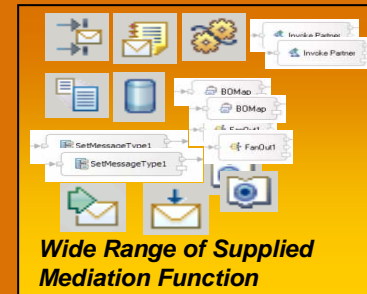 Invoke Partner
Invoke Partner
BOMap
BOMap
FanOut1
FanOut1
SetMessageType1
SetMessageType1
Wide Range of Supplied
Mediation Function